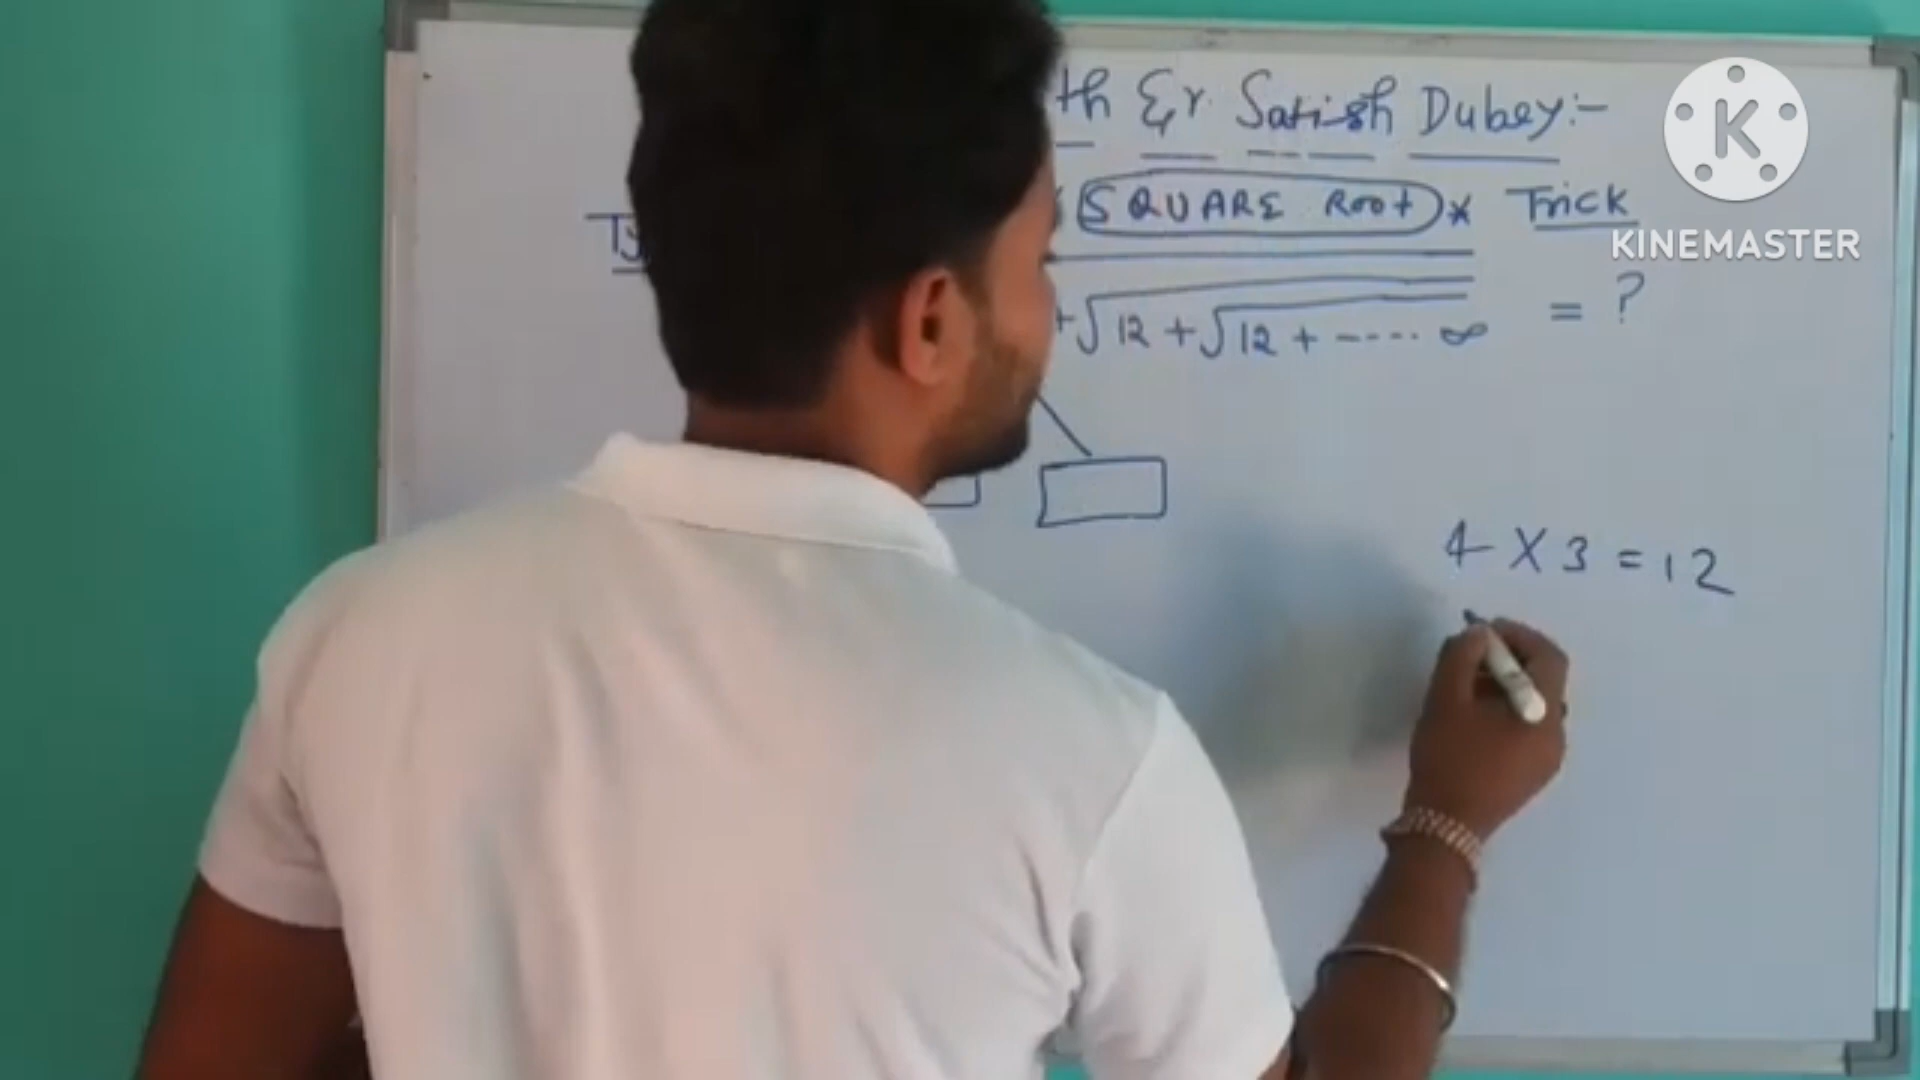 th Er. Satish Dubey:-
K
(SQUARE Root)* Trick
KINEMASTER
+√12 +√12 + ----- ∞ = ?
4 X 3 = 12